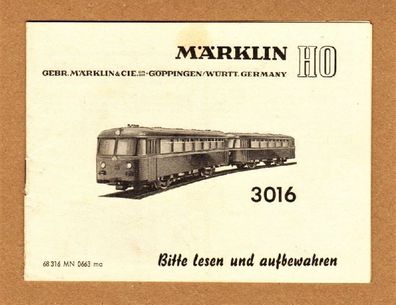 MÄRKLIN HO
GEBR. MÄRKLIN & CIE. GMBH GÖPPINGEN/WÜRTT. GERMANY
3016
68 316 MN 0663 ma
Bitte lesen und aufbewahren